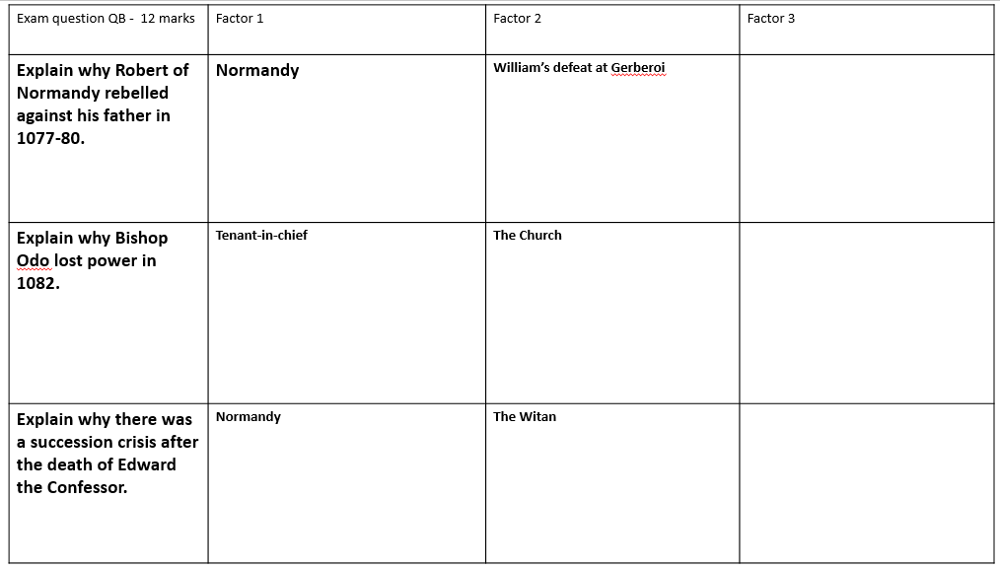 Exam question QB -  12 marks
Factor 1
Factor 2
Factor 3
Explain why Robert of
Normandy rebelled
against his father in
1077-80.
Normandy
William’s defeat at Gerberoi
Explain why Bishop
Odo lost power in
1082.
Tenant-in-chief
The Church
Explain why there was
a succession crisis after
the death of Edward
the Confessor.
Normandy
The Witan